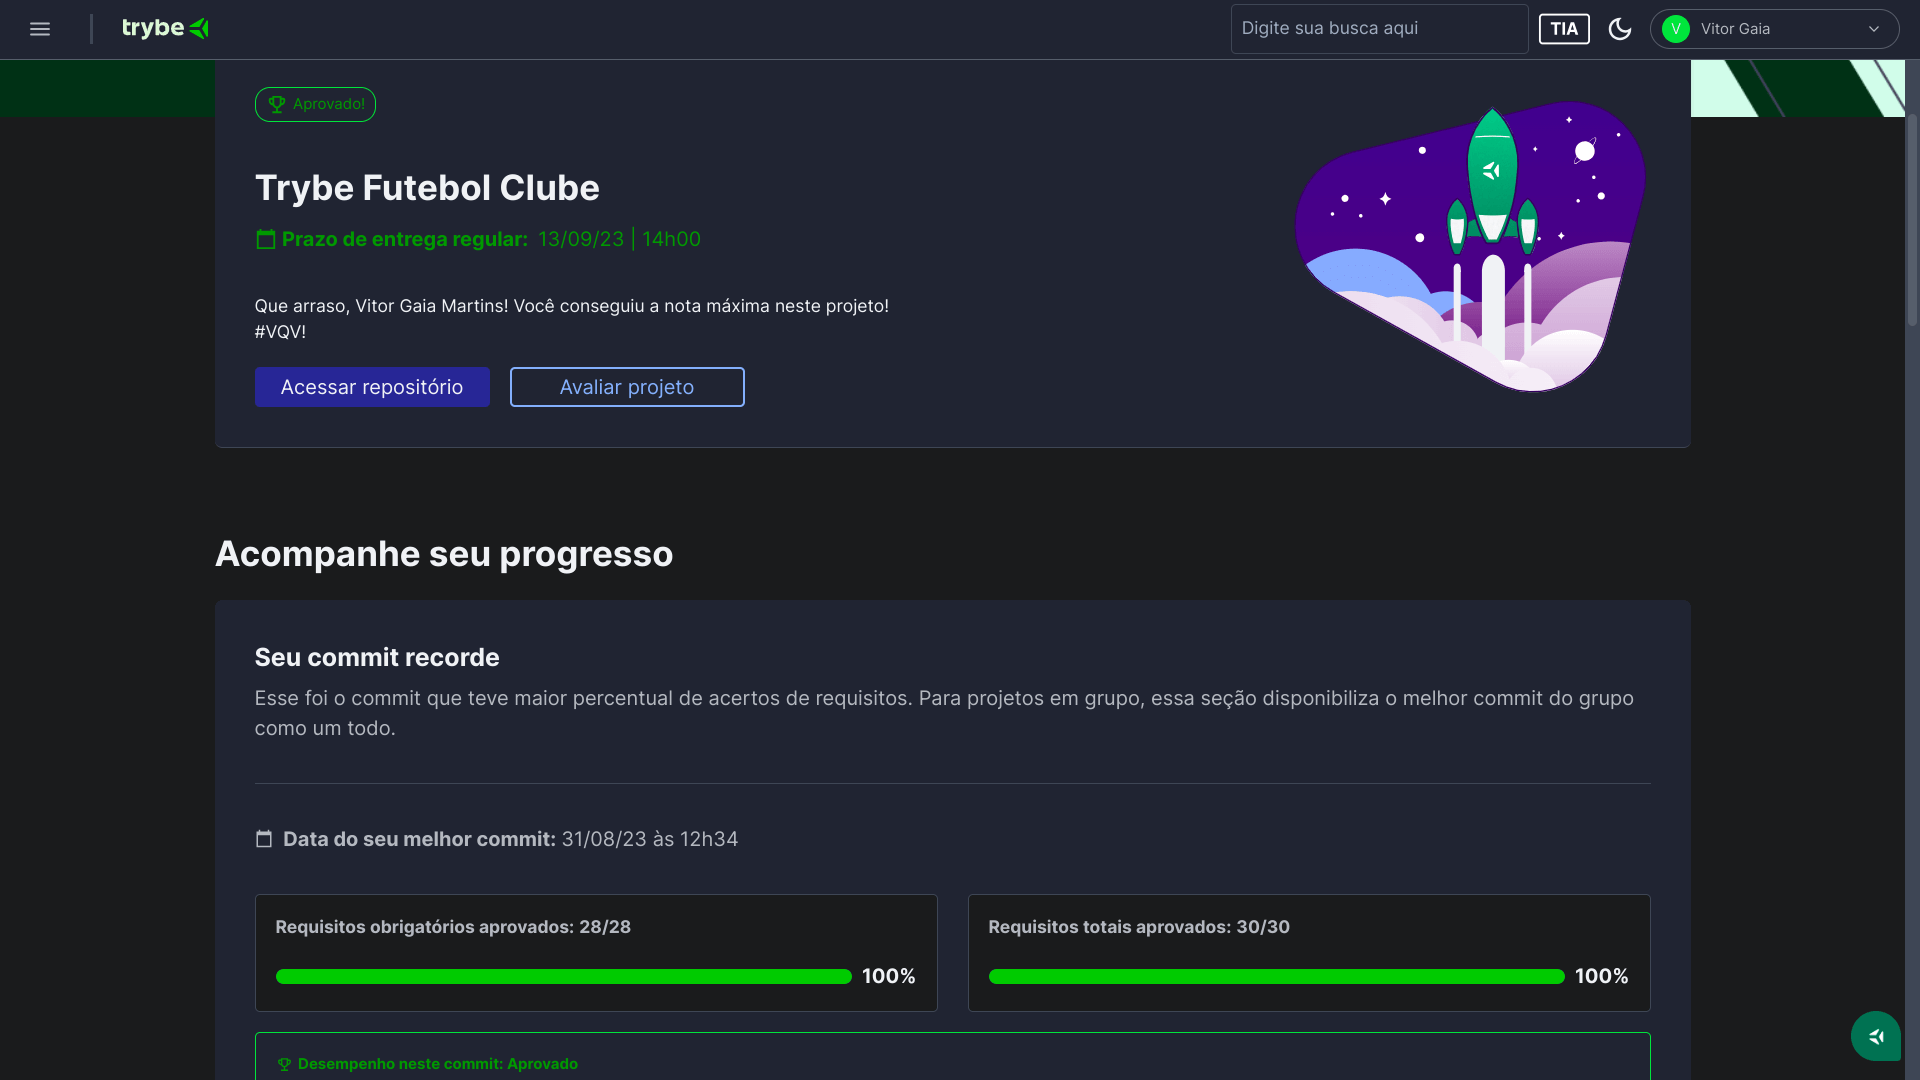 trybe
Digite sua busca aqui
TIA
V
Vitor Gaia
Aprovado!
Trybe Futebol Clube
Prazo de entrega regular: 13/09/23 | 14h00
Que arraso, Vitor Gaia Martins! Você conseguiu a nota máxima neste projeto!
#VQV!
Acessar repositório
Avaliar projeto
Acompanhe seu progresso
Seu commit recorde
Esse foi o commit que teve maior percentual de acertos de requisitos. Para projetos em grupo, essa seção disponibiliza o melhor commit do grupo
como um todo.
Data do seu melhor commit: 31/08/23 às 12h34
Requisitos obrigatórios aprovados: 28/28
100%
Requisitos totais aprovados: 30/30
100%
Desempenho neste commit: Aprovado